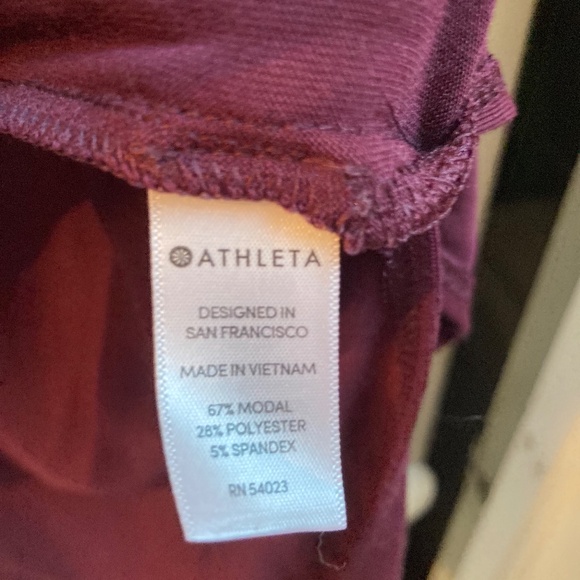 ATHLETA
DESIGNED IN
SAN FRANCISCO
MADE IN VIETNAM
67% MODAL
28% POLYESTER
5% SPANDEX
RN 54023